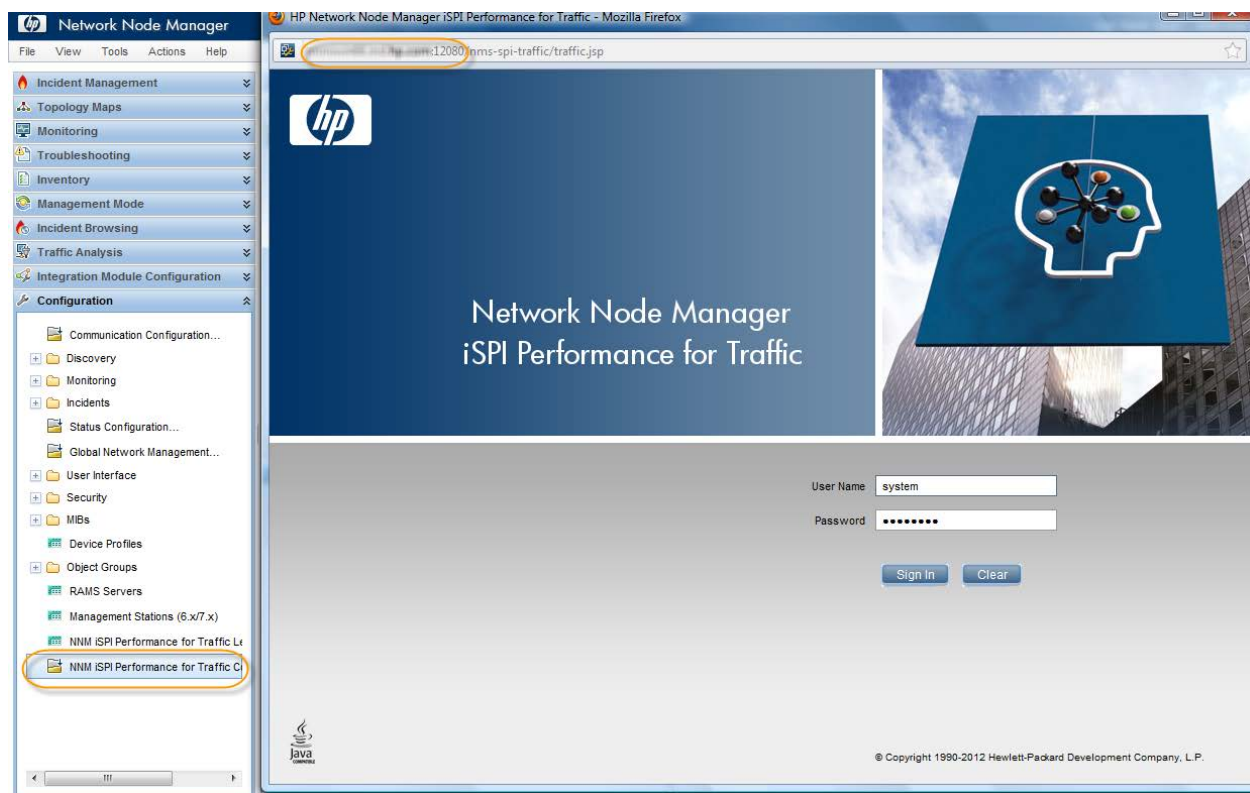 Network Node Manager
File View Tools Actions Help
Incident Management
Topology Maps
Monitoring
Troubleshooting
Inventory
Management Mode
Incident Browsing
Traffic Analysis
Integration Module Configuration
Configuration
Communication Configuration...
Discovery
Monitoring
Incidents
Status Configuration...
Global Network Management...
User Interface
Security
MIBs
Device Profiles
Object Groups
RAMS Servers
Management Stations (6.x/7.x)
NNM iSPI Performance for Traffic Le
NNM iSPI Performance for Traffic Co
HP Network Node Manager iSPI Performance for Traffic - Mozilla Firefox
:12080/nms-spi-traffic/traffic.jsp
hp
Network Node Manager
iSPI Performance for Traffic
User Name system
Password ••••••••
Sign In Clear
Java
COMPATIBLE
© Copyright 1990-2012 Hewlett-Packard Development Company, L.P.